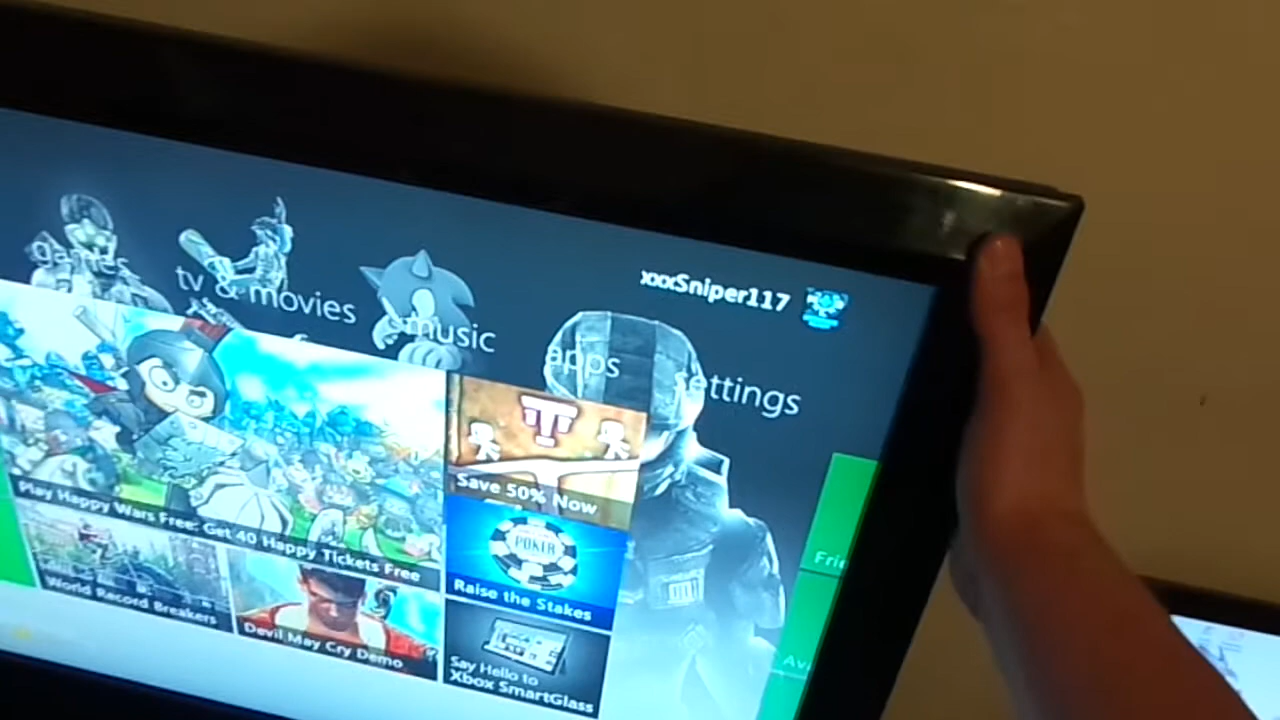 games
tv & movies
music
apps
settings
xxxSniper117
Play Happy Wars Free: Get 40 Happy Tickets Free
Save 50% Now
POKER
Raise the Stakes
World Record Breakers
Devil May Cry Demo
Say Hello to
Xbox SmartGlass